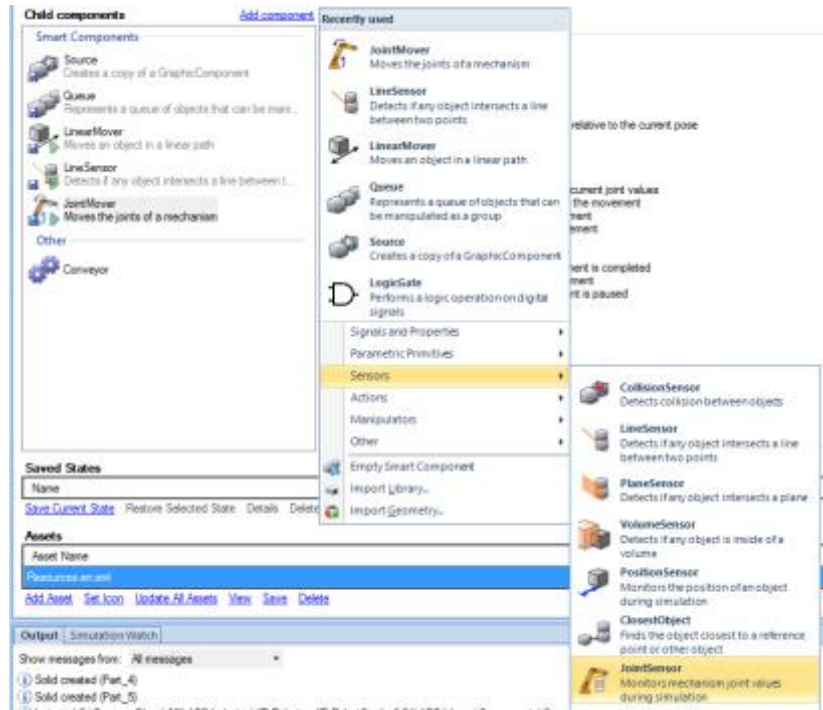 Child components
Add component
Smart Components
Source
Creates a copy of a GraphicComponent
Queue
Represents a queue of objects that can be mani...
LinearMover
Moves an object in a linear path
LineSensor
Detects if any object intersects a line between t...
JointMover
Moves the joints of a mechanism
Other
Conveyor
Recently used
JointMover
Moves the joints of a mechanism
LineSensor
Detects if any object intersects a line
between two points
LinearMover
Moves an object in a linear path
Queue
Represents a queue of objects that can
be manipulated as a group
Source
Creates a copy of a GraphicComponent
LogicGate
Performs a logic operation on digital
signals
Signals and Properties
Parametric Primitives
Sensors
Actions
Manipulators
Other
Empty Smart Component
Import Library...
Import Geometry...
relative to the current pose
current joint values
the movement
ment
ement
ent is completed
ment
nt is paused
CollisionSensor
Detects collision between objects
LineSensor
Detects if any object intersects a line
between two points
PlaneSensor
Detects if any object intersects a plane
VolumeSensor
Detects if any object is inside of a
volume
PositionSensor
Monitors the position of an object
during simulation
ClosestObject
Finds the object closest to a reference
point or other object
JointSensor
Monitors mechanism joint values
during simulation
Saved States
Name
Save Current State Restore Selected State Details Delete
Assets
Asset Name
Resources.en.xml
Add Asset Set Icon Update All Assets View Save Delete
Output Simulation Watch
Show messages from: All messages
Solid created (Part_4)
Solid created (Part_5)